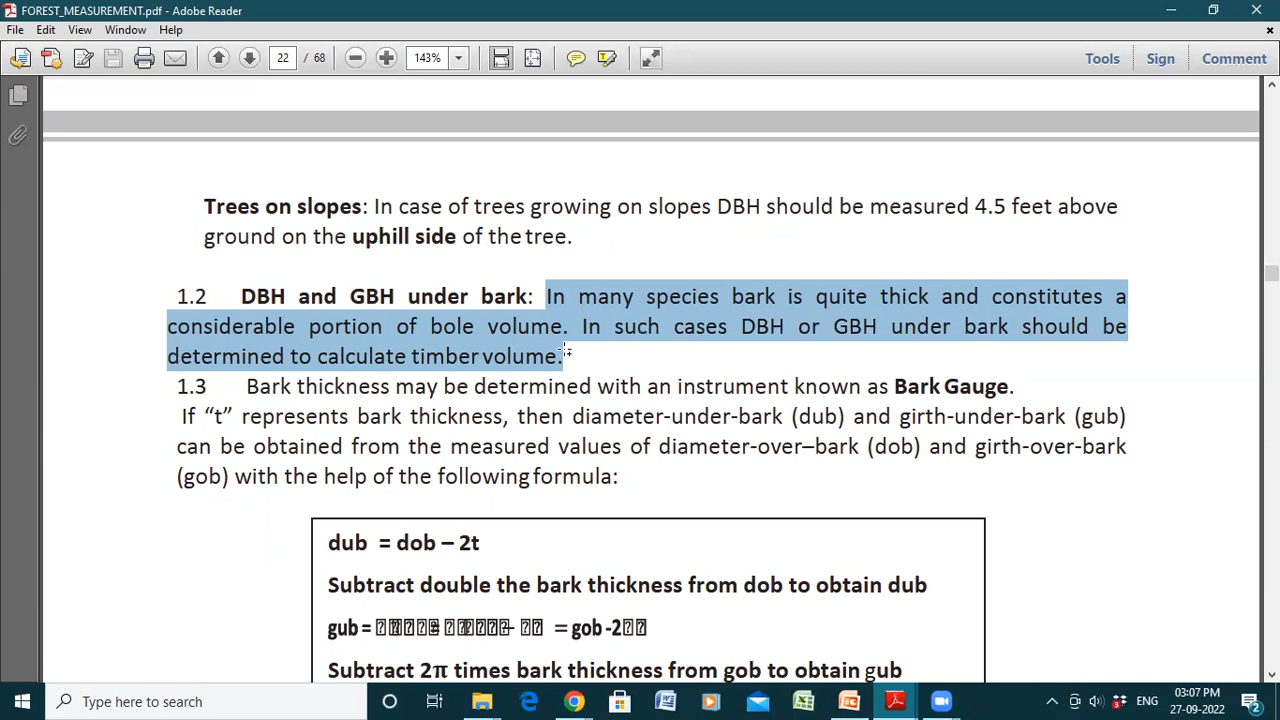 FOREST_MEASUREMENT.pdf - Adobe Reader
File Edit View Window Help
22 / 68 143% Tools Sign Comment
Trees on slopes: In case of trees growing on slopes DBH should be measured 4.5 feet above
ground on the uphill side of the tree.
1.2 DBH and GBH under bark: In many species bark is quite thick and constitutes a
considerable portion of bole volume. In such cases DBH or GBH under bark should be
determined to calculate timber volume.
1.3 Bark thickness may be determined with an instrument known as Bark Gauge.
If “t” represents bark thickness, then diameter-under-bark (dub) and girth-under-bark (gub)
can be obtained from the measured values of diameter-over–bark (dob) and girth-over-bark
(gob) with the help of the following formula:
dub = dob – 2t
Subtract double the bark thickness from dob to obtain dub
gub = = gob -2
Subtract 2π times bark thickness from gob to obtain gub
Type here to search
ENG
03:07 PM
27-09-2022
2